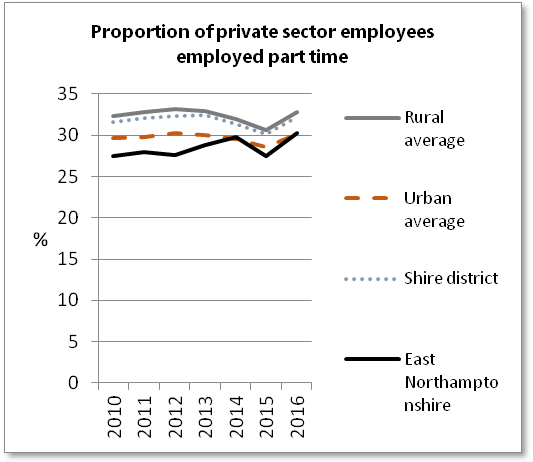 Proportion of private sector employees
employed part time
35
30
25
20
15
10
5
0
%
2010
2011
2012
2013
2014
2015
2016
Rural
average
Urban
average
Shire district
East
Northampto
nshire